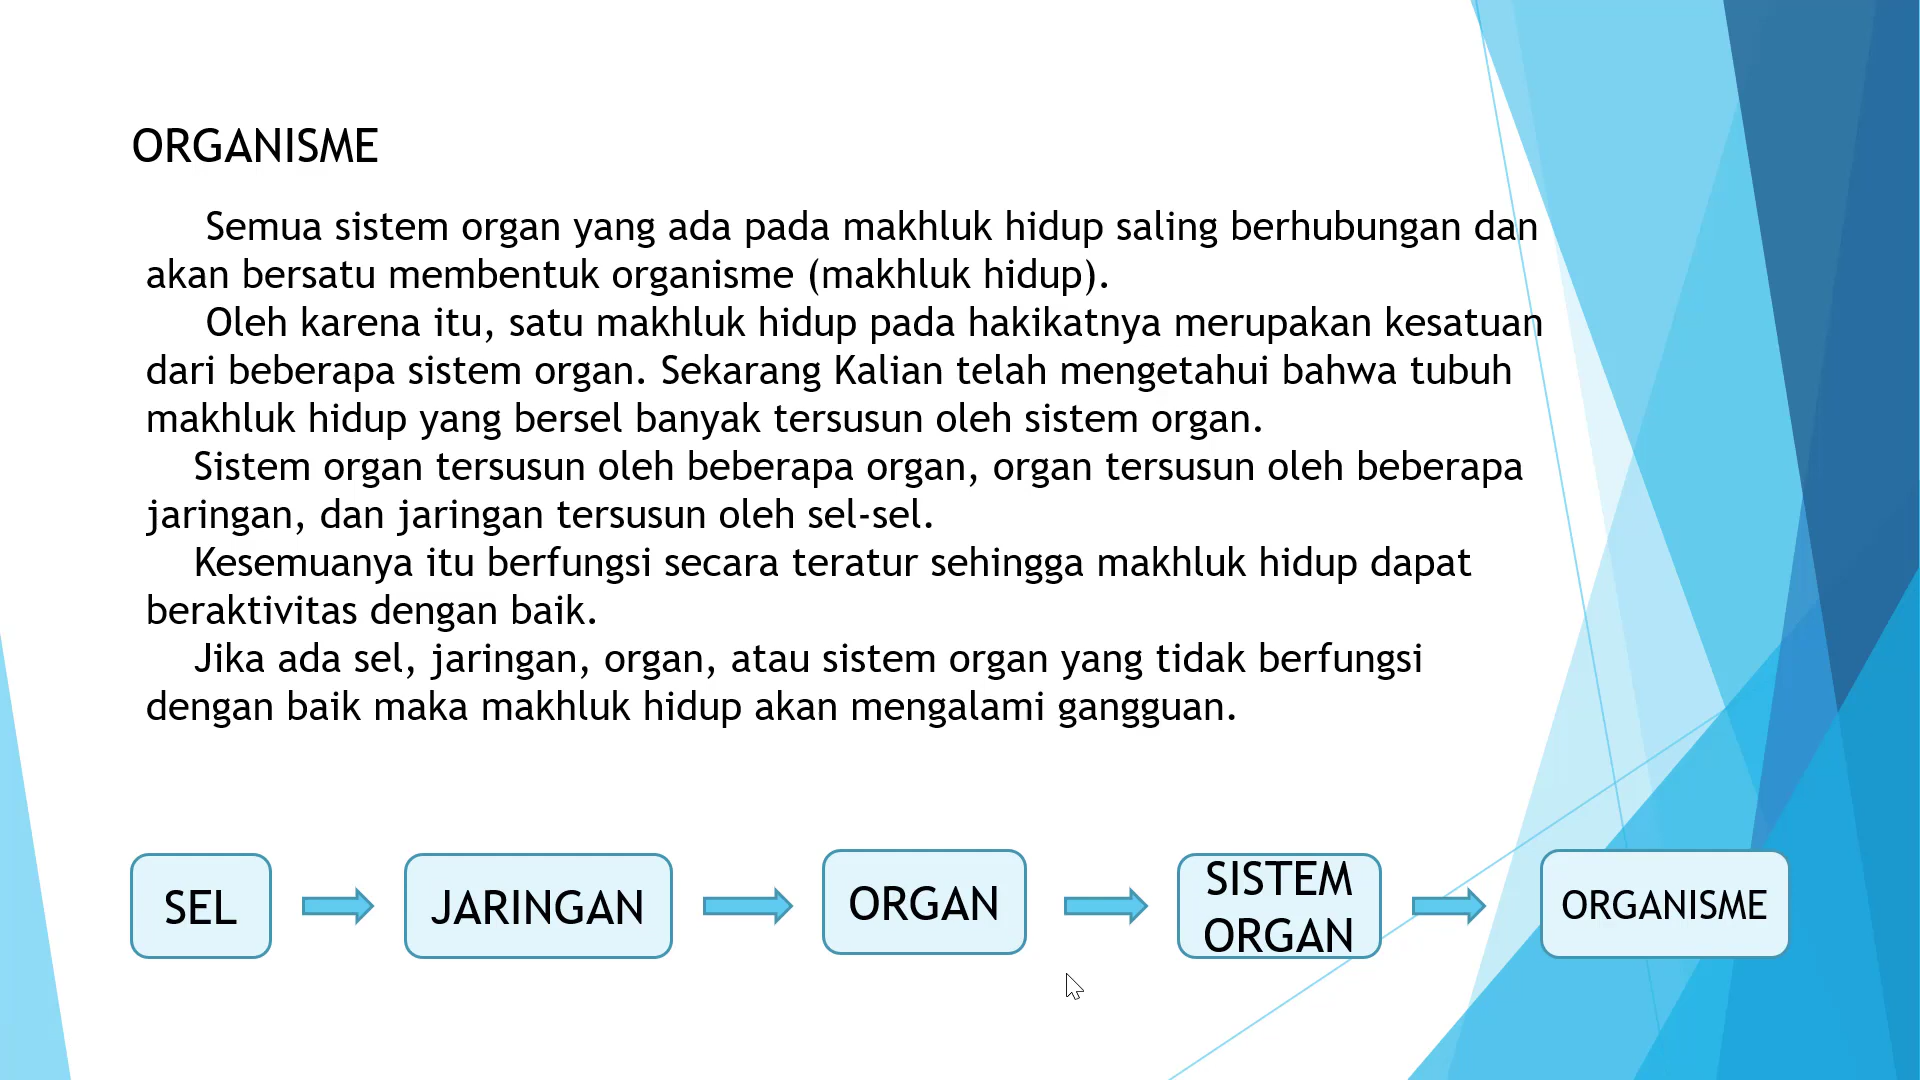 ORGANISME
Semua sistem organ yang ada pada makhluk hidup saling berhubungan dan
akan bersatu membentuk organisme (makhluk hidup).
Oleh karena itu, satu makhluk hidup pada hakikatnya merupakan kesatuan
dari beberapa sistem organ. Sekarang Kalian telah mengetahui bahwa tubuh
makhluk hidup yang bersel banyak tersusun oleh sistem organ.
Sistem organ tersusun oleh beberapa organ, organ tersusun oleh beberapa
jaringan, dan jaringan tersusun oleh sel-sel.
Kesemuanya itu berfungsi secara teratur sehingga makhluk hidup dapat
beraktivitas dengan baik.
Jika ada sel, jaringan, organ, atau sistem organ yang tidak berfungsi
dengan baik maka makhluk hidup akan mengalami gangguan.
SEL
JARINGAN
ORGAN
SISTEM
ORGAN
ORGANISME